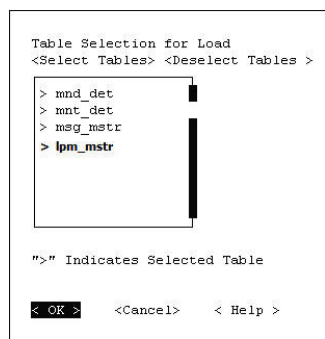 Table Selection for Load
<Select Tables> <Deselect Tables >
> mnd_det
> mnt_det
> msg_mstr
> lpm_mstr
">" Indicates Selected Table
< OK > <Cancel> < Help >